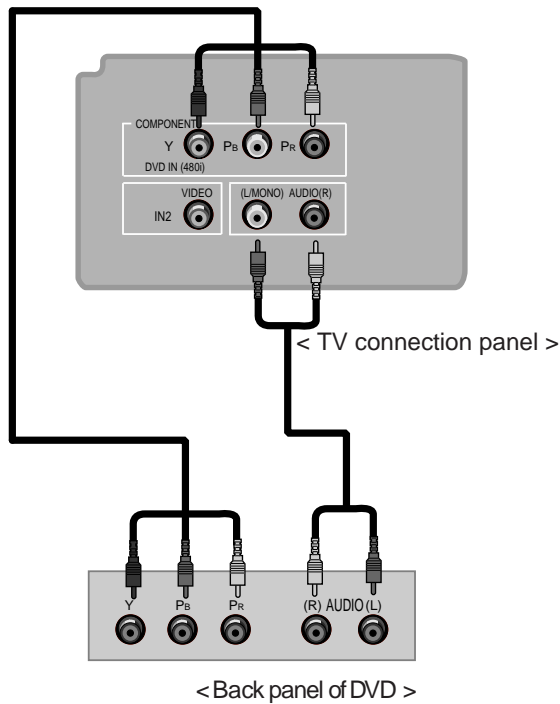 COMPONENT
Y PB PR
DVD IN (480i)
VIDEO (L/MONO) AUDIO(R)
IN2
< TV connection panel >
Y PB PR (R) AUDIO (L)
< Back panel of DVD >